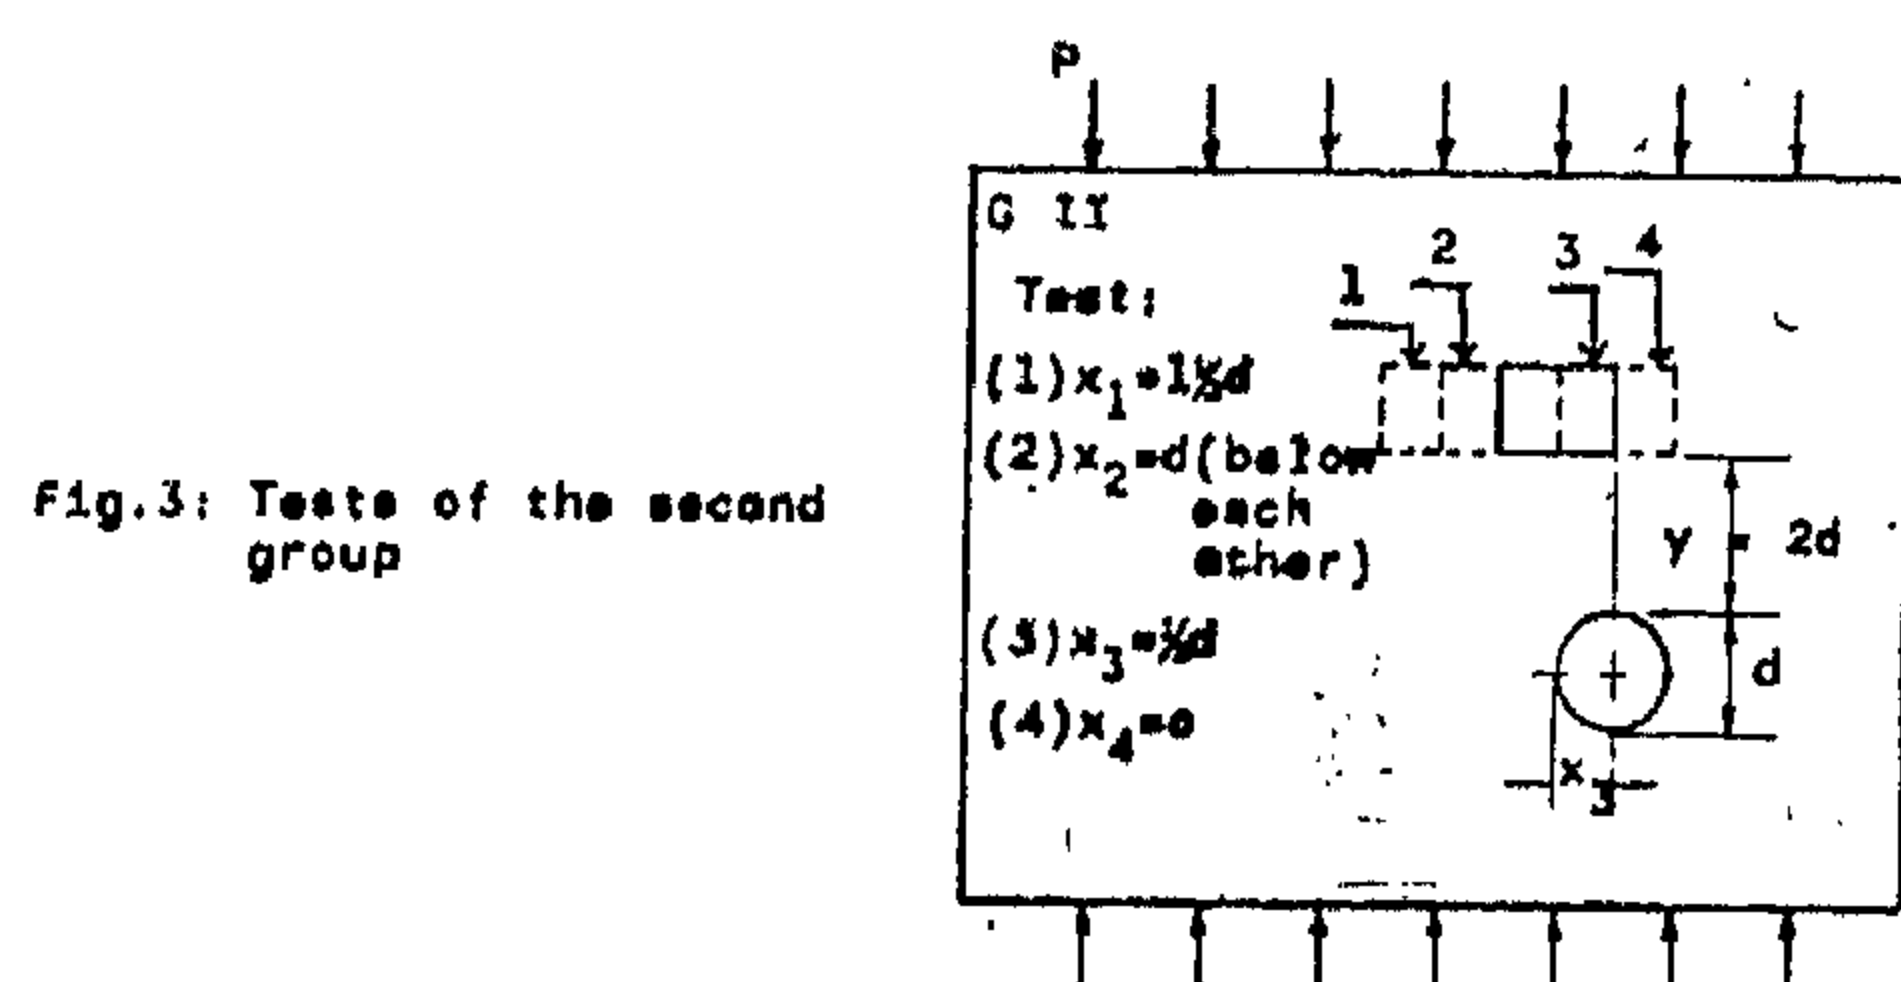 Fig.3: Tests of the second
group
p
G II
Test:
1
2
3
4
(1)x1=1½d
(2)x2=d(below
each
other)
(3)x3=½d
(4)x4=o
y = 2d
d
x3